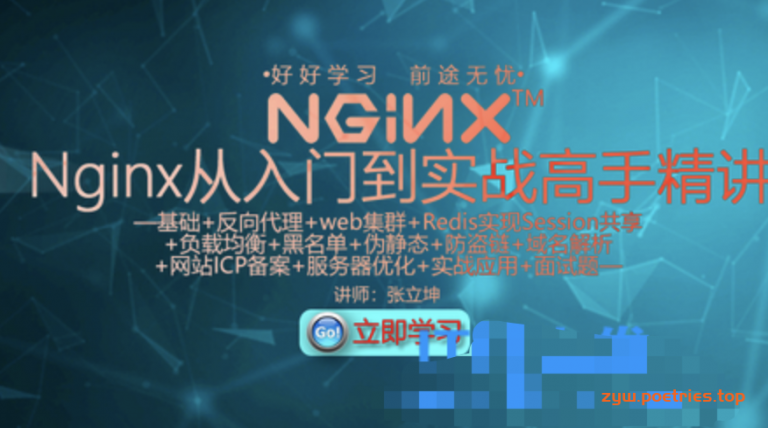 •好好学习 前途无忧•
NGiNX™
Nginx从入门到实战高手精讲
—基础+反向代理+web集群+Redis实现Session共享
+负载均衡+黑名单+伪静态+防盗链+域名解析
+网站ICP备案+服务器优化+实战应用+面试题—
讲师：张立坤
Go! 立即学习
zyw.poetries.top